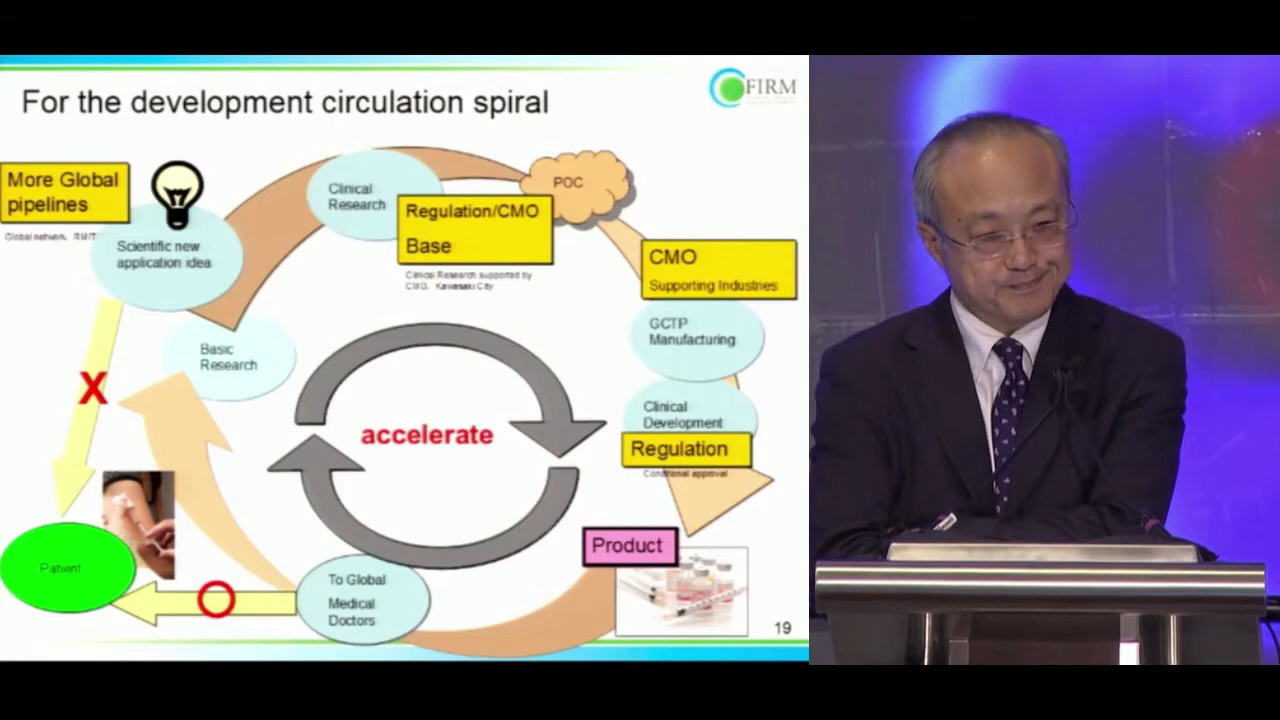 For the development circulation spiral
FIRM
More Global
pipelines
Scientific new
application idea
Clinical
Research
Regulation/CMO
Base
Clinical Research supported by
CMO, Kawasaki City
POC
CMO
Supporting Industries
GCTP
Manufacturing
Clinical
Development
Regulation
Conditional approval
Basic
Research
X
accelerate
Product
Patient
To Global
Medical
Doctors
19